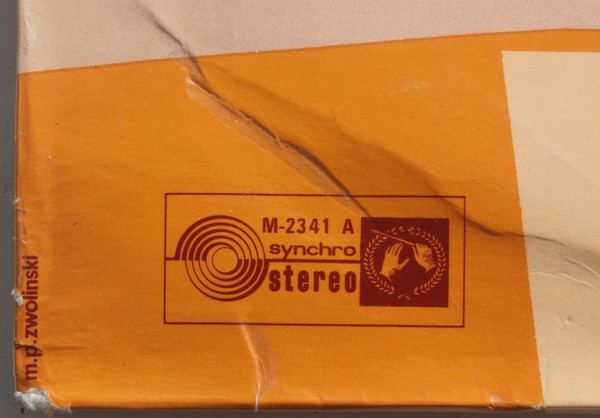 M-2341 A
synchro
stereo
m.p.zwolinski